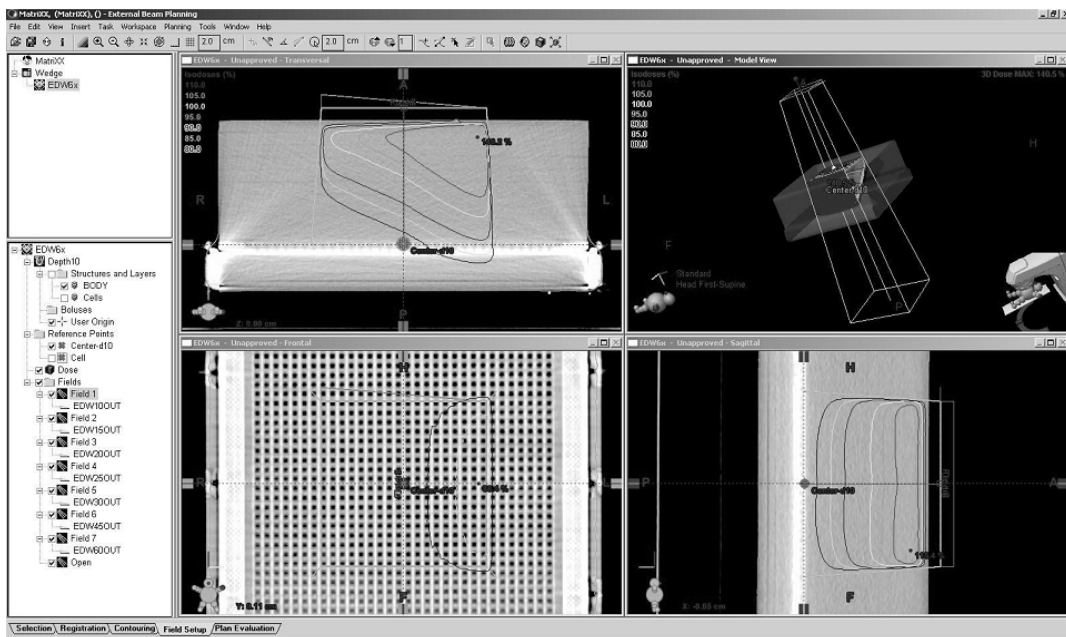 MatriXX, (MatriXX), () - External Beam Planning
File Edit View Insert Task Workspace Planning Tools Window Help
2.0 cm
2.0 cm
1
MatriXX
Wedge
EDW6x
EDW6x
Depth10
Structures and Layers
BODY
Cells
Boluses
User Origin
Reference Points
Center-d10
Cell
Dose
Fields
Field 1
EDW10OUT
Field 2
EDW15OUT
Field 3
EDW20OUT
Field 4
EDW25OUT
Field 5
EDW30OUT
Field 6
EDW45OUT
Field 7
EDW60OUT
Open
EDW6x - Unapproved - Transversal
Isodoses (%)
110.0
105.0
100.0
95.0
90.0
85.0
80.0
A
R
L
Center-d10
P
Z: 0.00 cm
EDW6x - Unapproved - Model View
Isodoses (%)
110.0
105.0
100.0
95.0
90.0
85.0
80.0
3D Dose MAX: 140.5 %
H
Center-d10
F
Standard
Head First-Supine
P
EDW6x - Unapproved - Frontal
H
R
Center-d10
L
F
Y: 0.11 cm
EDW6x - Unapproved - Sagittal
H
P
Center-d10
A
F
X: -0.05 cm
Selection Registration Contouring Field Setup Plan Evaluation